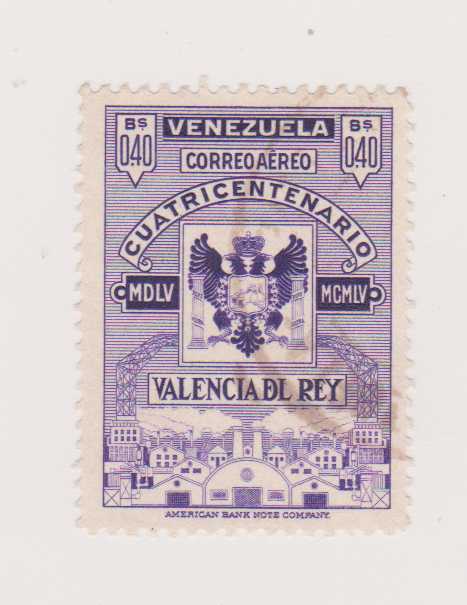 Bs VENEZUELA Bs
0.40 CORREO AÉREO 0.40
CUATRICENTENARIO
MDLV MCMLV
VALENCIA DL REY
AMERICAN BANK NOTE COMPANY.